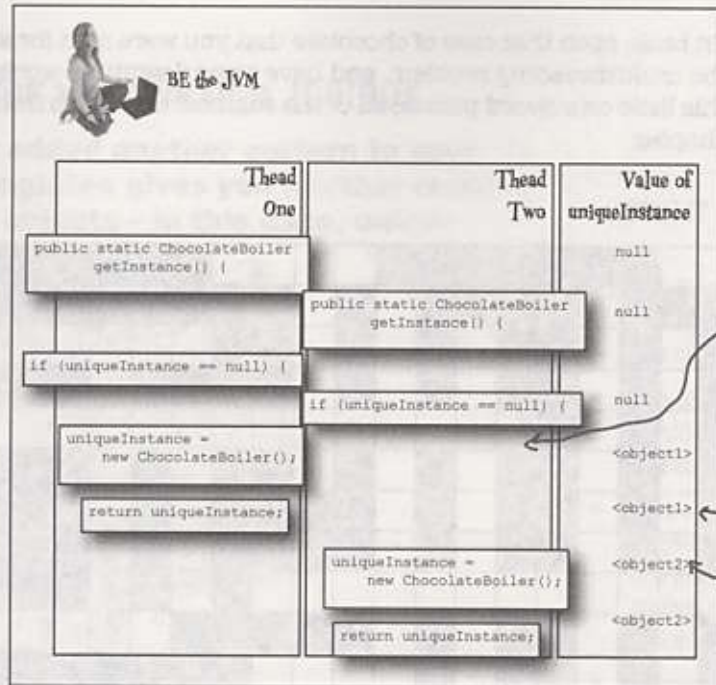 BE the JVM
Thead
One
Thead
Two
Value of
uniqueInstance
public static ChocolateBoiler
getInstance() {
null
public static ChocolateBoiler
getInstance() {
null
if (uniqueInstance == null) {
if (uniqueInstance == null) {
null
uniqueInstance =
new ChocolateBoiler();
<object1>
return uniqueInstance;
<object1>
uniqueInstance =
new ChocolateBoiler();
<object2>
return uniqueInstance;
<object2>